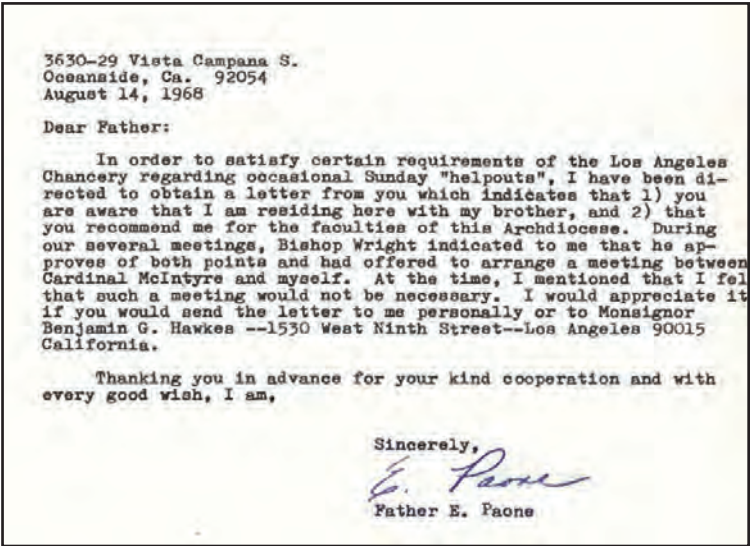 3630-29 Vista Campana S.
Oceanside, Ca. 92054
August 14, 1968
Dear Father:
In order to satisfy certain requirements of the Los Angeles
Chancery regarding occasional Sunday "helpouts", I have been di-
rected to obtain a letter from you which indicates that 1) you
are aware that I am residing here with my brother, and 2) that
you recommend me for the faculties of this Archdiocese. During
our several meetings, Bishop Wright indicated to me that he ap-
proves of both points and had offered to arrange a meeting between
Cardinal McIntyre and myself. At the time, I mentioned that I fel
that such a meeting would not be necessary. I would appreciate it
if you would send the letter to me personally or to Monsignor
Benjamin G. Hawkes --1530 West Ninth Street--Los Angeles 90015
California.
Thanking you in advance for your kind cooperation and with
every good wish, I am,
Sincerely,
E. Paone
Father E. Paone